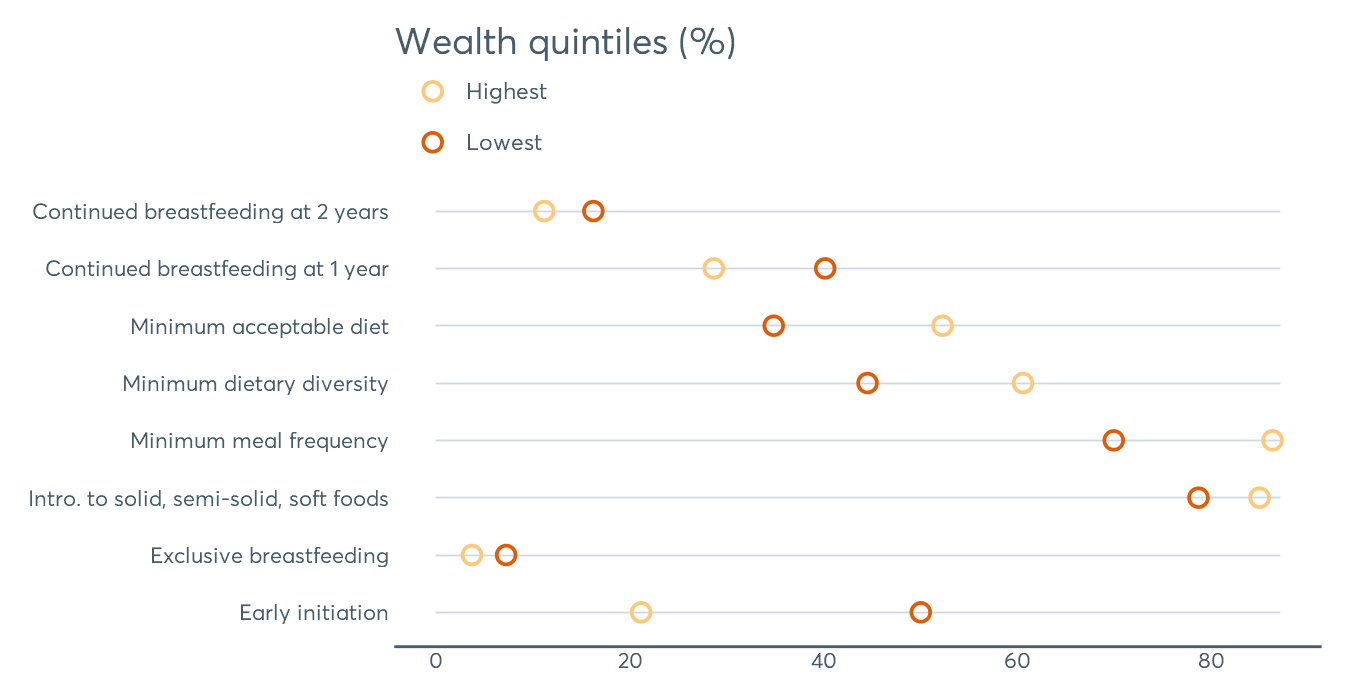 Wealth quintiles (%)
Highest
Lowest
Continued breastfeeding at 2 years
Continued breastfeeding at 1 year
Minimum acceptable diet
Minimum dietary diversity
Minimum meal frequency
Intro. to solid, semi-solid, soft foods
Exclusive breastfeeding
Early initiation
0 20 40 60 80